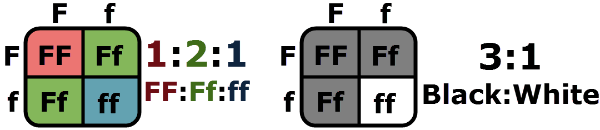 F f
F FF Ff
f Ff ff
1:2:1
FF:Ff:ff
F f
F FF Ff
f Ff ff
3:1
Black:White